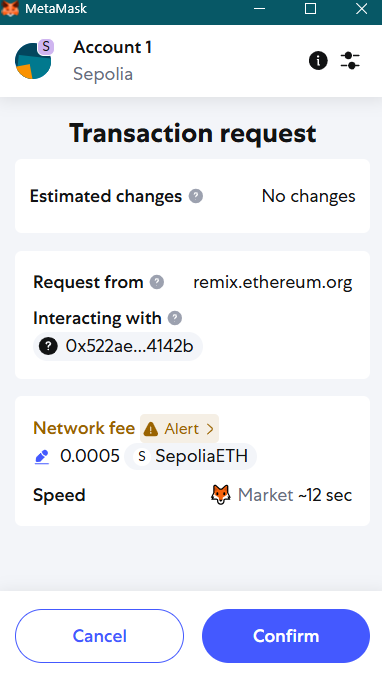 MetaMask
S
Account 1
Sepolia
Transaction request
Estimated changes ? No changes
Request from ? remix.ethereum.org
Interacting with ?
? 0x522ae...4142b
Network fee Alert >
0.0005 S SepoliaETH
Speed Market ~12 sec
Cancel Confirm